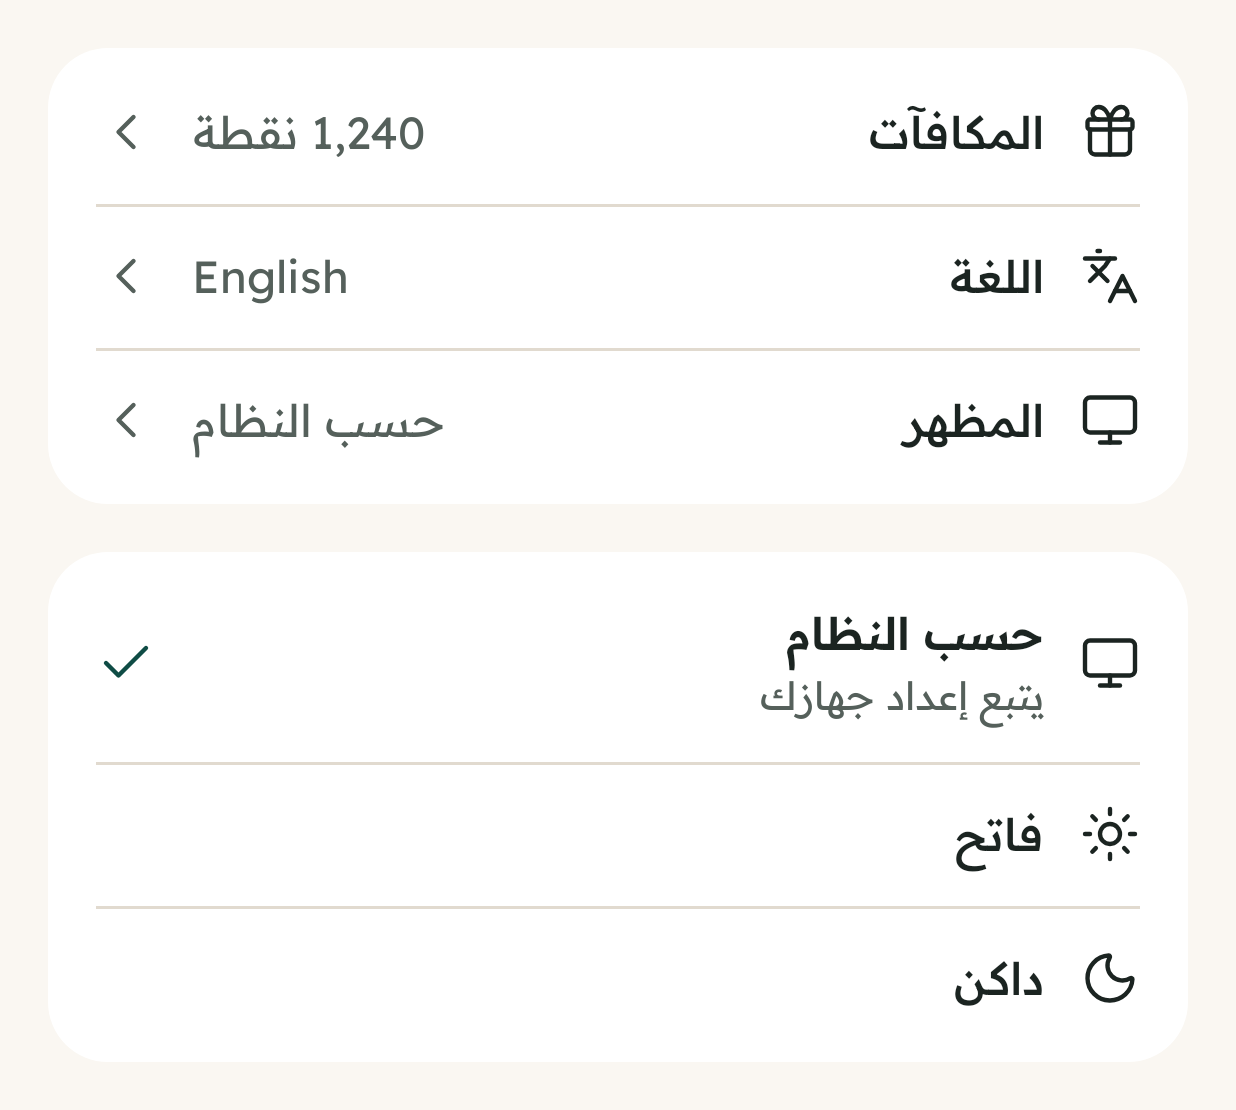 المكافآت
1,240 نقطة
اللغة
English
المظهر
حسب النظام
حسب النظام
يتبع إعداد جهازك
فاتح
داكن